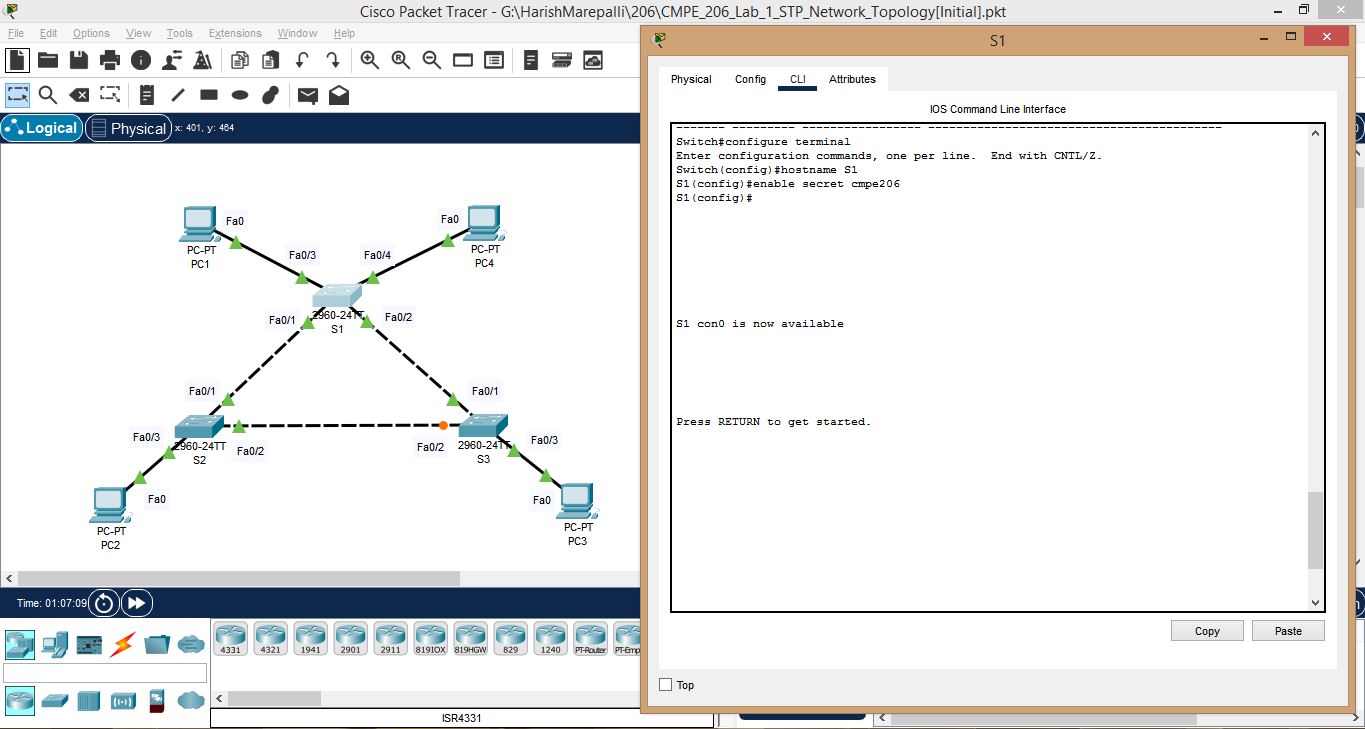 Cisco Packet Tracer - G:\HarishMarepalli\206\CMPE_206_Lab_1_STP_Network_Topology[Initial].pkt
File Edit Options View Tools Extensions Window Help
Logical Physical x: 401, y: 464
Fa0
PC-PT
PC1
Fa0
PC-PT
PC4
Fa0/3
Fa0/4
Fa0/1
2960-24TT
S1
Fa0/2
Fa0/1
Fa0/1
Fa0/3
2960-24TT
S2
Fa0/2
Fa0/2
2960-24TT
S3
Fa0/3
Fa0
PC-PT
PC2
Fa0
PC-PT
PC3
Time: 01:07:09
4331 4321 1941 2901 2911 819IOX 819HGW 829 1240 PT-Router PT-Emp
ISR4331
S1
Physical Config CLI Attributes
IOS Command Line Interface
Switch#configure terminal
Enter configuration commands, one per line. End with CNTL/Z.
Switch(config)#hostname S1
S1(config)#enable secret cmpe206
S1(config)#
S1 con0 is now available
Press RETURN to get started.
Copy Paste
Top